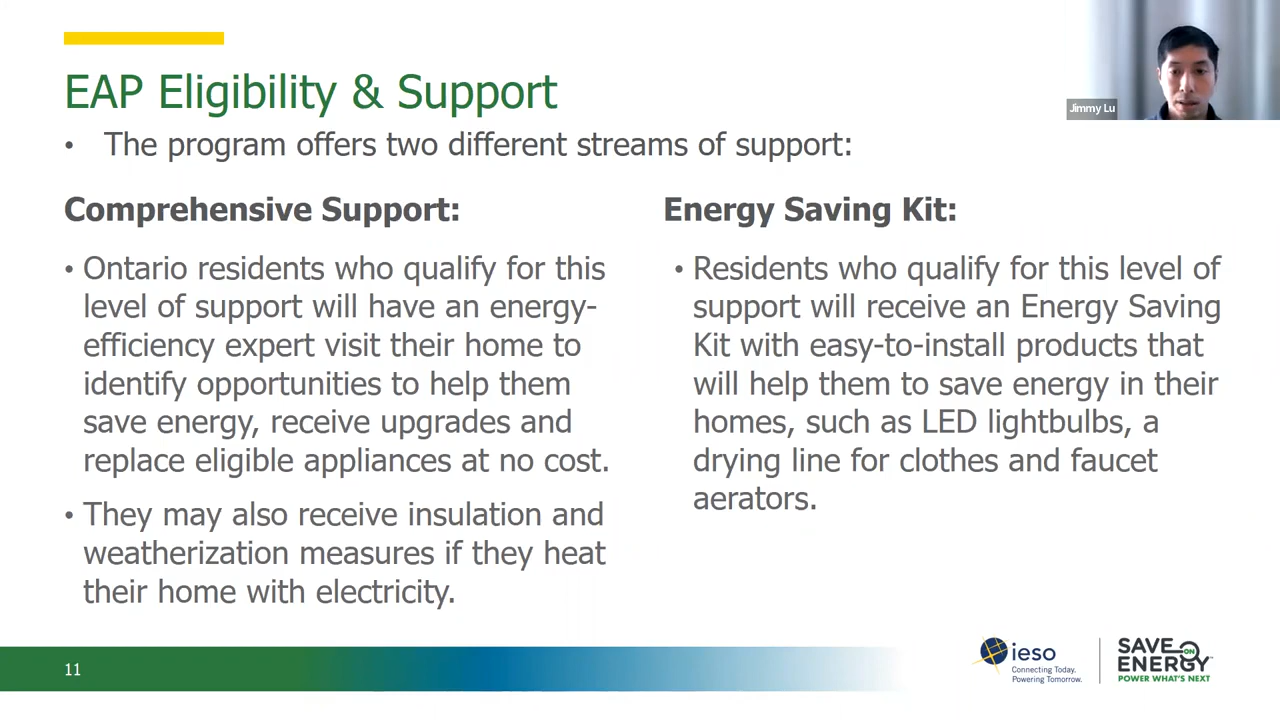 EAP Eligibility & Support
• The program offers two different streams of support:
Jimmy Lu
Comprehensive Support:
• Ontario residents who qualify for this
level of support will have an energy-
efficiency expert visit their home to
identify opportunities to help them
save energy, receive upgrades and
replace eligible appliances at no cost.
• They may also receive insulation and
weatherization measures if they heat
their home with electricity.
Energy Saving Kit:
• Residents who qualify for this level of
support will receive an Energy Saving
Kit with easy-to-install products that
will help them to save energy in their
homes, such as LED lightbulbs, a
drying line for clothes and faucet
aerators.
11
ieso
Connecting Today.
Powering Tomorrow.
SAVE
ON
ENERGY
POWER WHAT'S NEXT